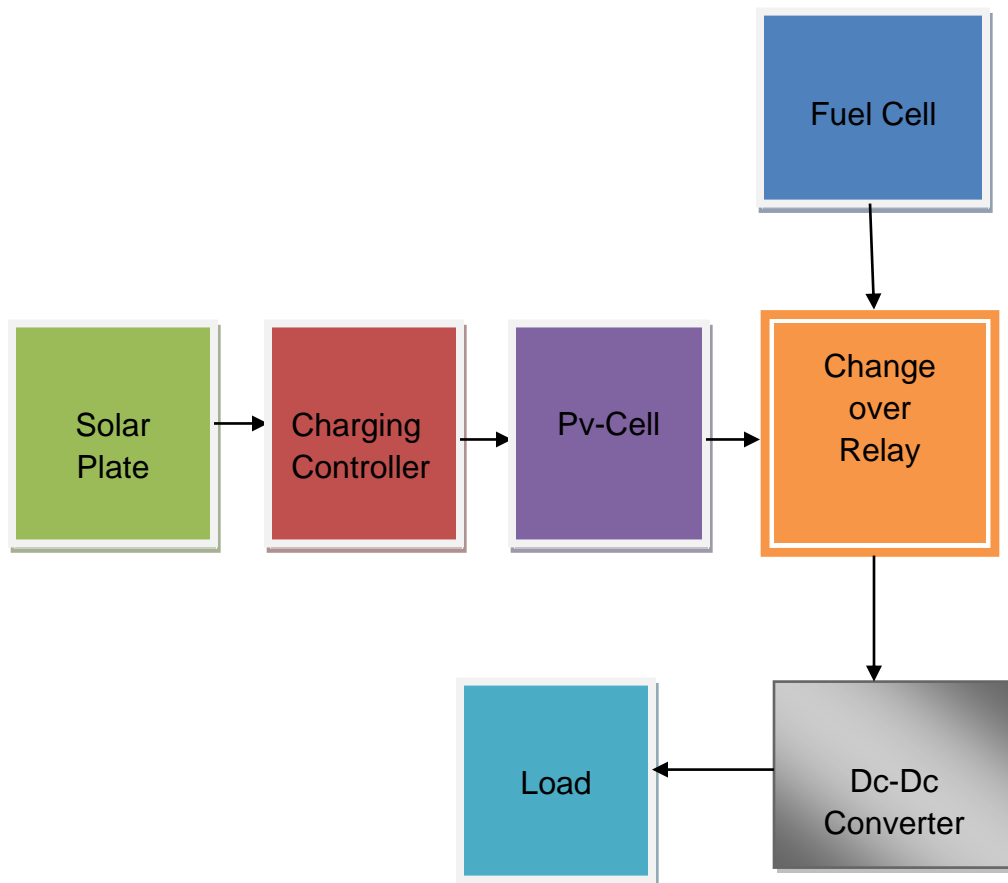 Fuel Cell
Solar
Plate
Charging
Controller
Pv-Cell
Change
over
Relay
Load
Dc-Dc
Converter